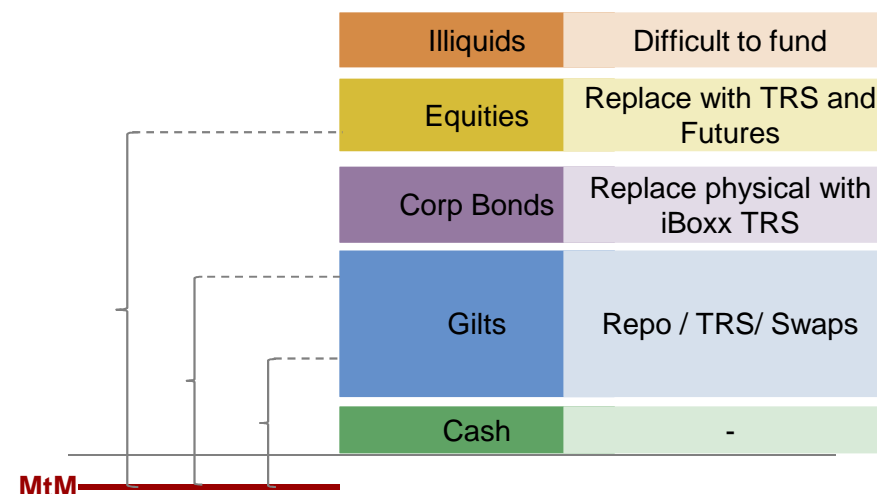 Illiquids
Difficult to fund
Equities
Replace with TRS and
Futures
Corp Bonds
Replace physical with
iBoxx TRS
Gilts
Repo / TRS/ Swaps
Cash
-
MtM